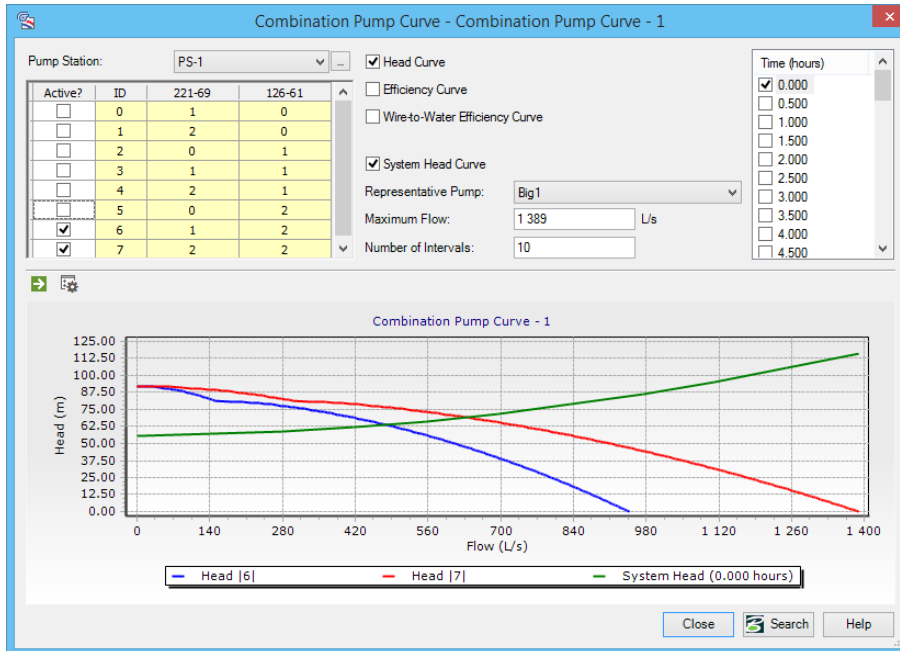 Combination Pump Curve - Combination Pump Curve - 1
Pump Station:
PS-1
...
Active? ID 221-69 126-61
0 1 0
1 2 0
2 0 1
3 1 1
4 2 1
5 0 2
6 1 2
7 2 2
Head Curve
Efficiency Curve
Wire-to-Water Efficiency Curve
System Head Curve
Representative Pump: Big1
Maximum Flow: 1 389 L/s
Number of Intervals: 10
Time (hours)
0.000
0.500
1.000
1.500
2.000
2.500
3.000
3.500
4.000
4.500
Combination Pump Curve - 1
Head (m)
125.00
112.50
100.00
87.50
75.00
62.50
50.00
37.50
25.00
12.50
0.00
0 140 280 420 560 700 840 980 1 120 1 260 1 400
Flow (L/s)
Head |6| Head |7| System Head (0.000 hours)
Close Search Help